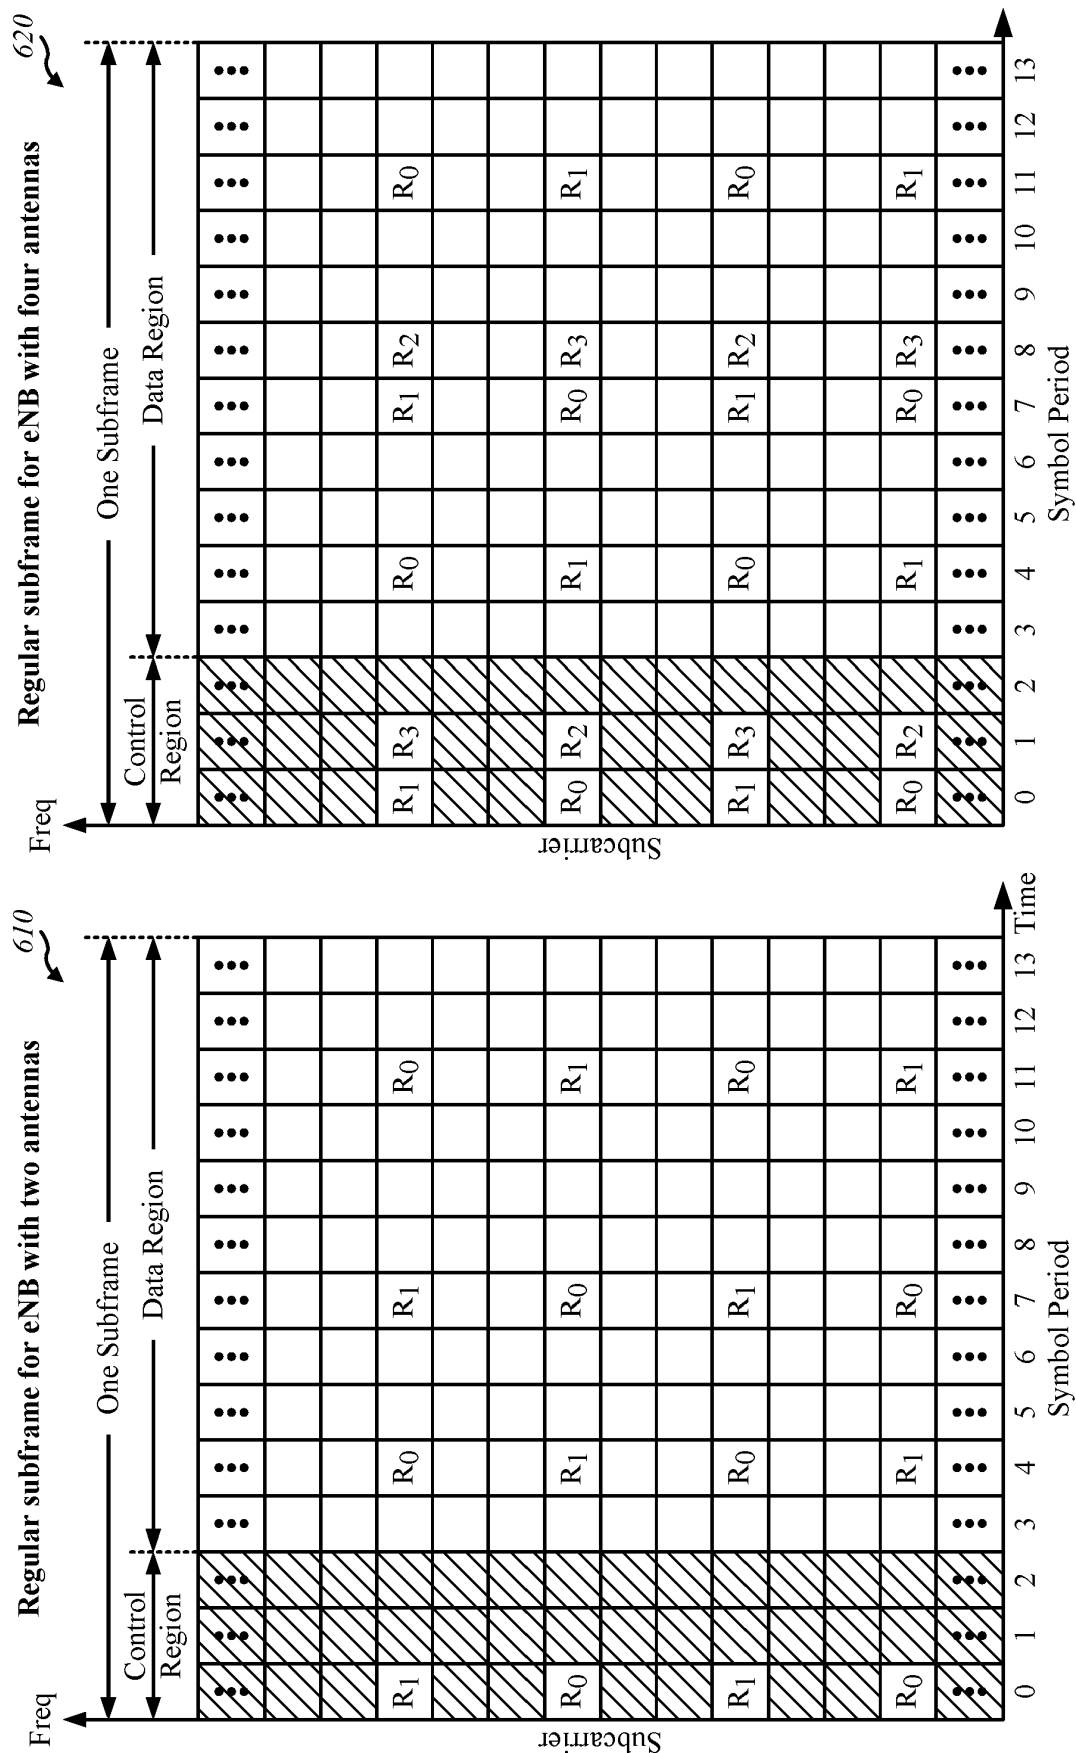 Regular subframe for eNB with two antennas
610
Freq
One Subframe
Control
Region
Data Region
Subcarrier
R0 R0
R1 R1
R1 R0
R0 R1
R1 R0
R0 R1
R1 R0
R0 R1
0 1 2 3 4 5 6 7 8 9 10 11 12 13
Symbol Period
Time
Regular subframe for eNB with four antennas
620
Freq
One Subframe
Control
Region
Data Region
Subcarrier
R1 R3 R0 R1 R2 R0
R0 R2 R1 R0 R3 R1
R1 R3 R0 R1 R2 R0
R0 R2 R1 R0 R3 R1
0 1 2 3 4 5 6 7 8 9 10 11 12 13
Symbol Period